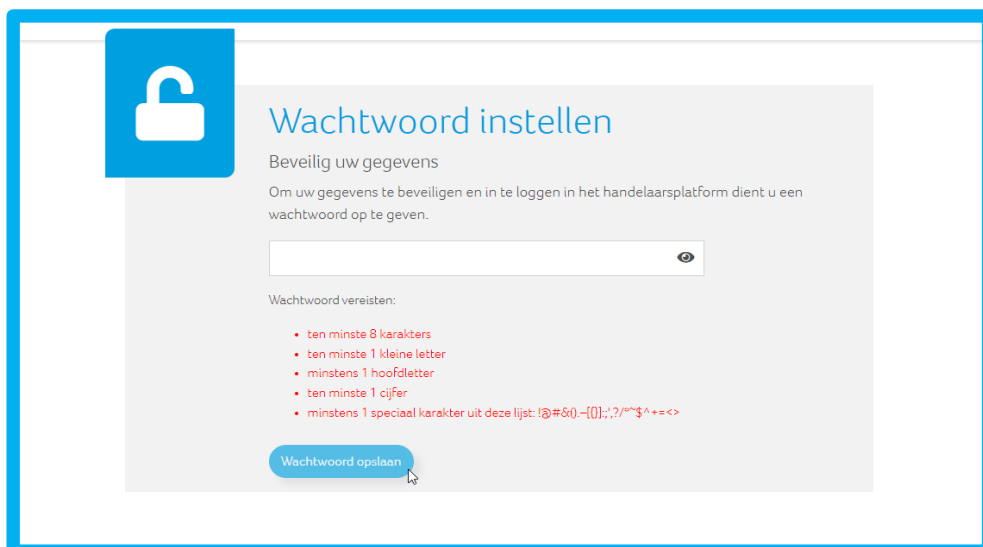 Wachtwoord instellen
Beveilig uw gegevens
Om uw gegevens te beveiligen en in te loggen in het handelaarsplatform dient u een
wachtwoord op te geven.
Wachtwoord vereisten:
• ten minste 8 karakters
• ten minste 1 kleine letter
• minstens 1 hoofdletter
• ten minste 1 cijfer
• minstens 1 speciaal karakter uit deze lijst: !@#&().–[{}]:;',?/*~$^+=<>
Wachtwoord opslaan